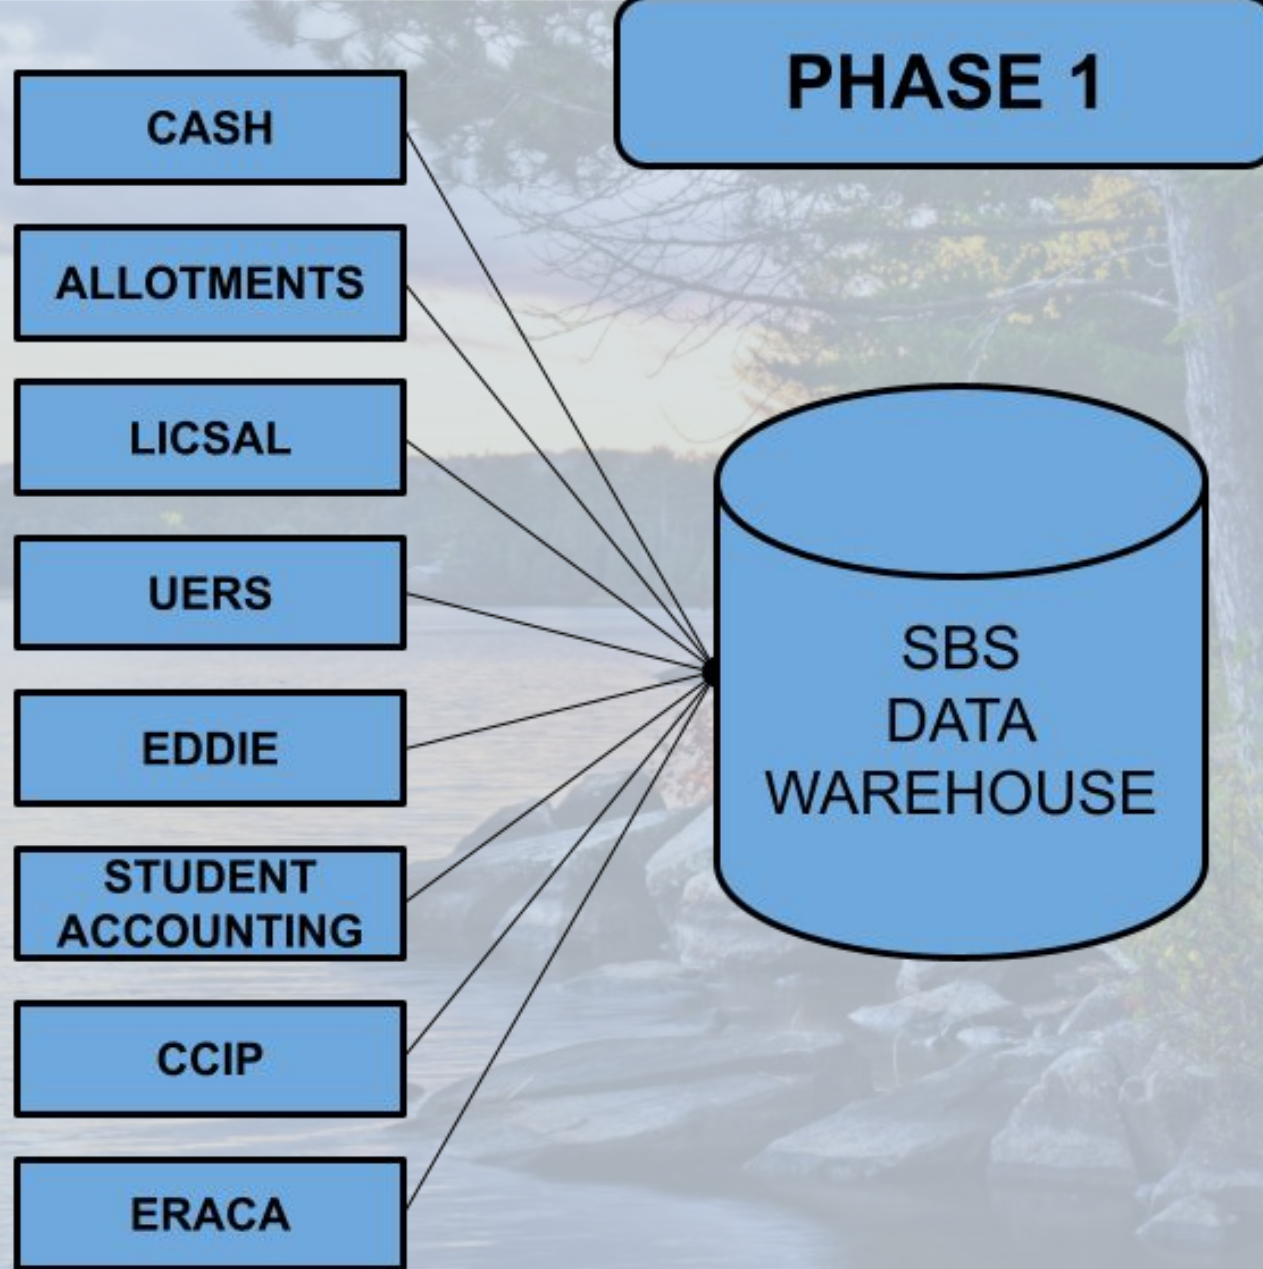 PHASE 1
CASH
ALLOTMENTS
LICSAL
UERS
EDDIE
STUDENT
ACCOUNTING
CCIP
ERACA
SBS
DATA
WAREHOUSE